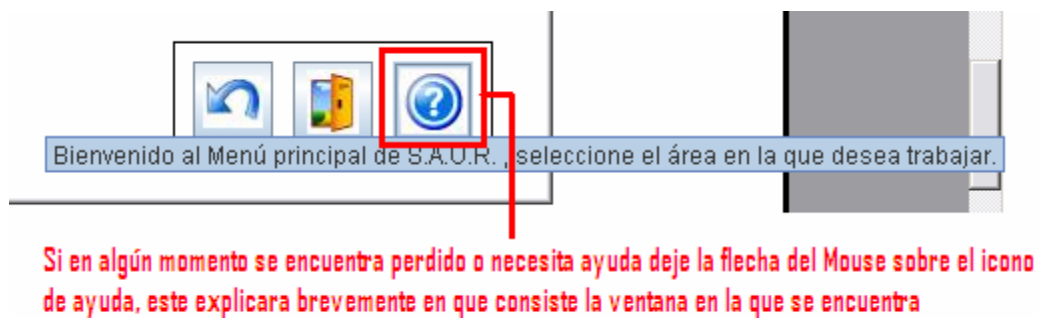 Bienvenido al Menú principal de S.A.U.R. , seleccione el área en la que desea trabajar.
Si en algún momento se encuentra perdido o necesita ayuda deje la flecha del Mouse sobre el icono
de ayuda, este explicara brevemente en que consiste la ventana en la que se encuentra